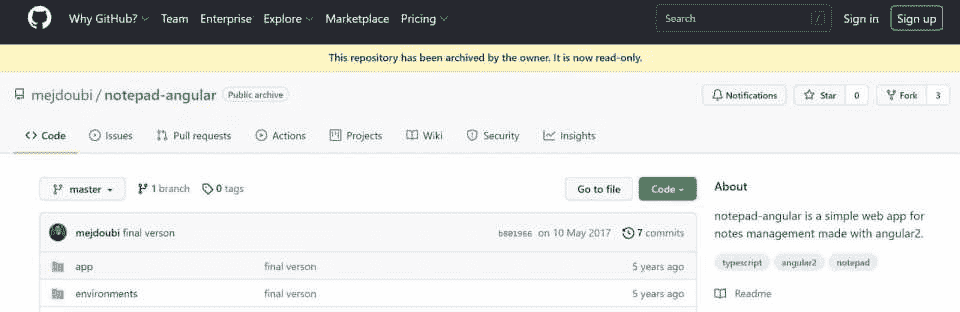 Why GitHub? Team Enterprise Explore Marketplace Pricing Search / Sign in Sign up
This repository has been archived by the owner. It is now read-only.
mejdoubi / notepad-angular Public archive Notifications Star 0 Fork 3
Code Issues Pull requests Actions Projects Wiki Security Insights
master 1 branch 0 tags Go to file Code About
notepad-angular is a simple web app for
notes management made with angular2.
mejdoubi final verson on 10 May 2017 7 commits
typescript angular2 notepad
app final verson 5 years ago
environments final verson 5 years ago
Readme